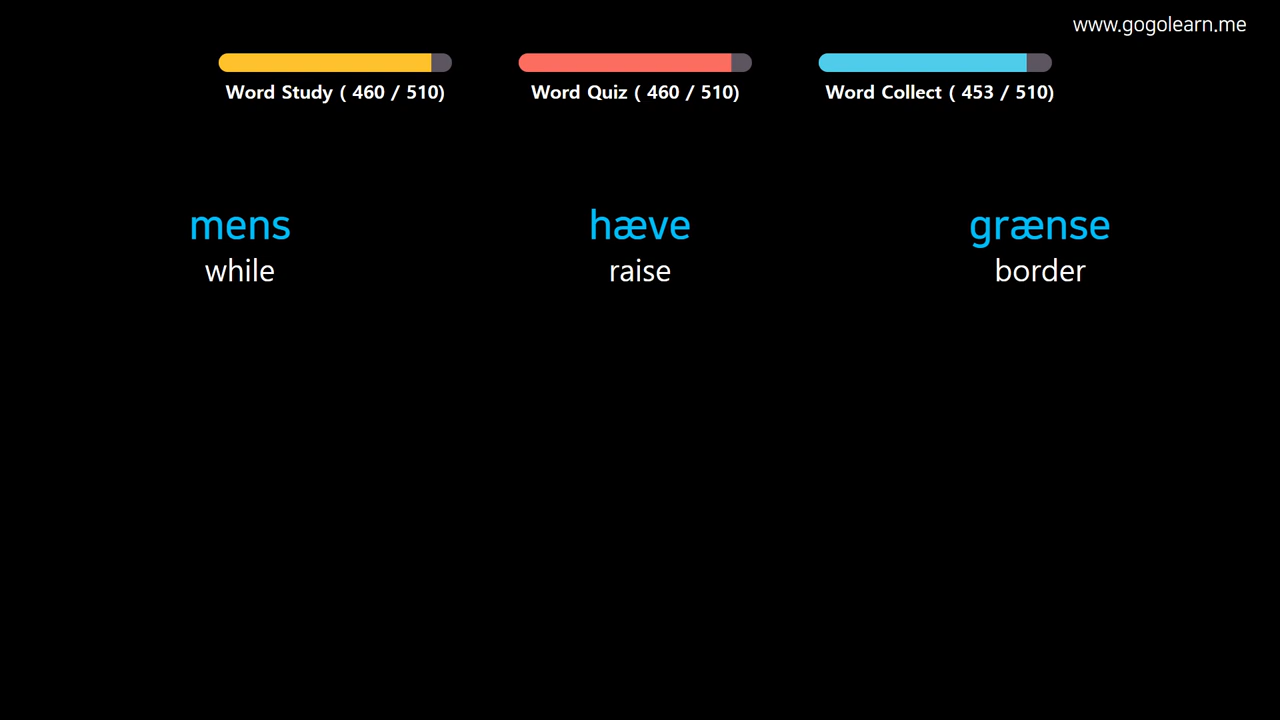 www.gogolearn.me
Word Study ( 460 / 510) Word Quiz ( 460 / 510) Word Collect ( 453 / 510)
mens hæve grænse
while raise border